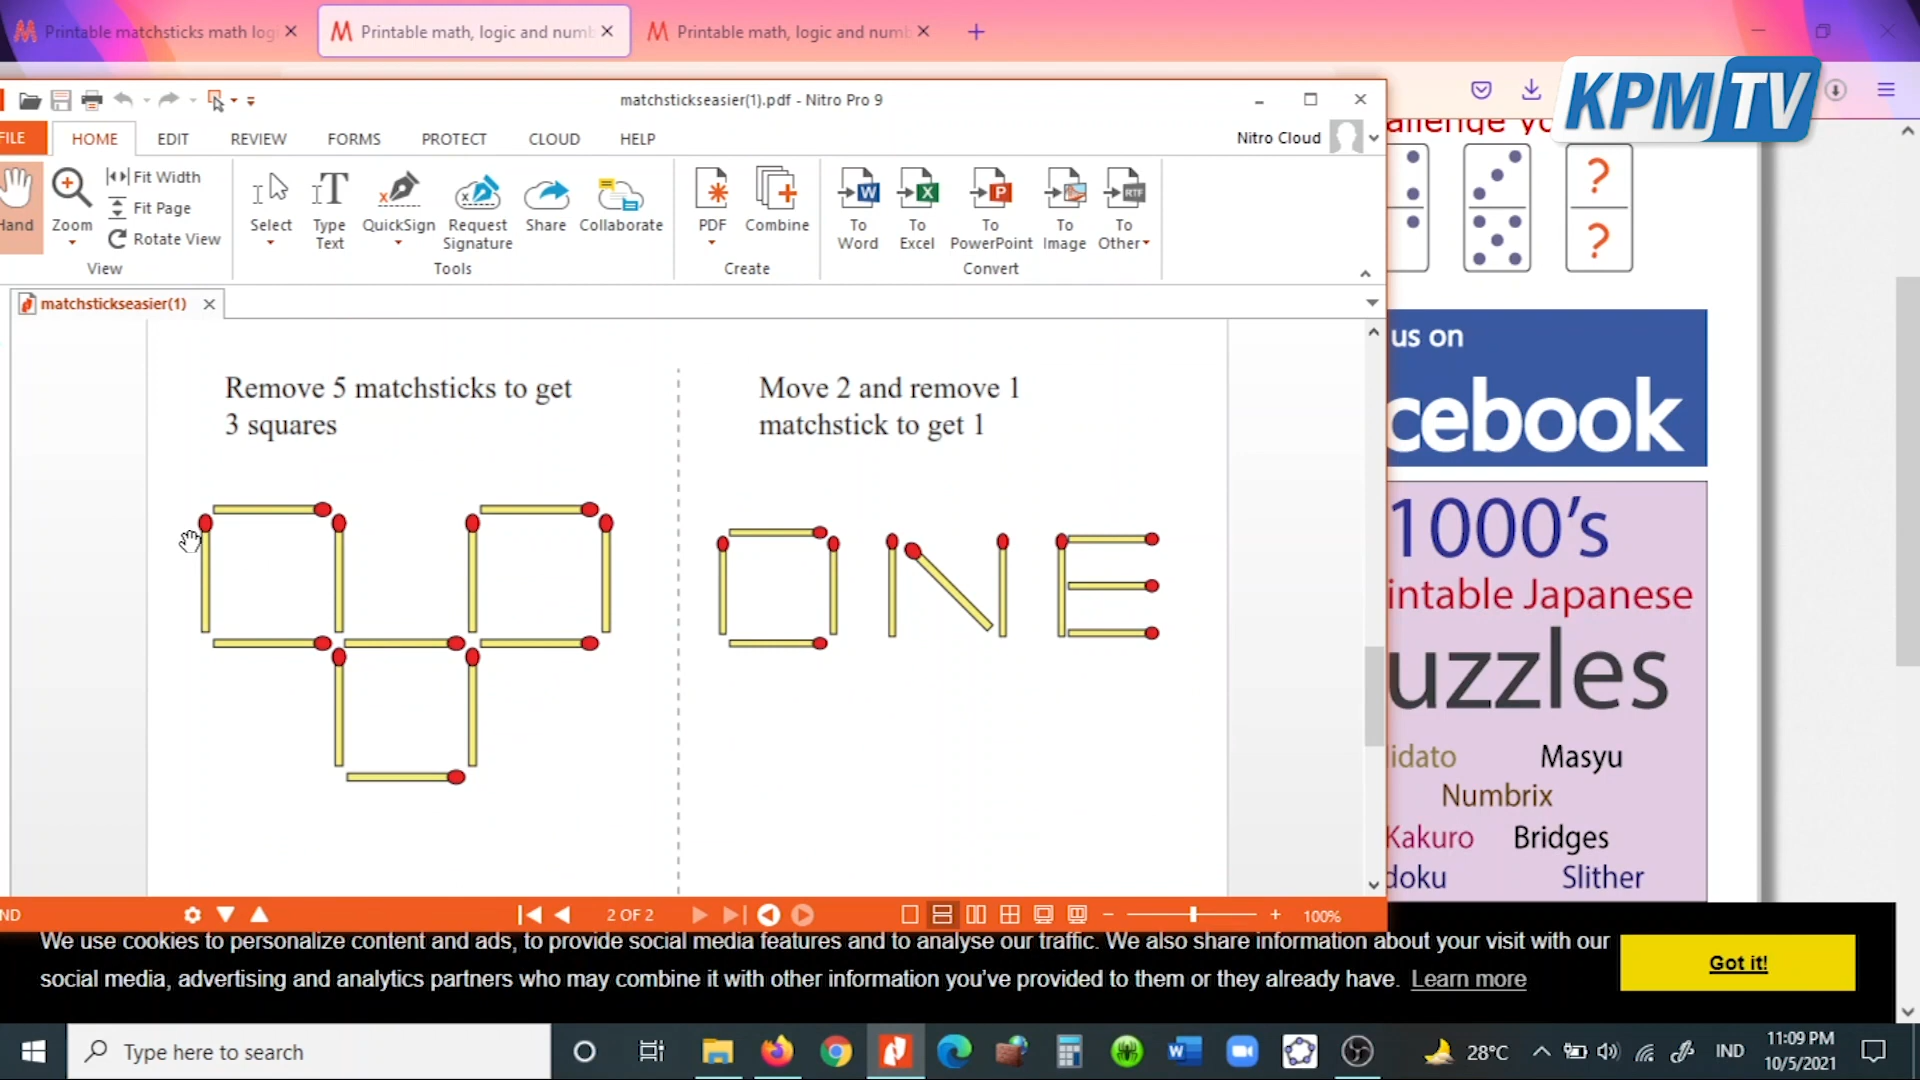 Printable matchsticks math log
Printable math, logic and numb
Printable math, logic and numb
KPMTV
matchstickseasier(1).pdf - Nitro Pro 9
FILE HOME EDIT REVIEW FORMS PROTECT CLOUD HELP
Nitro Cloud
Hand
Zoom
Fit Width
Fit Page
Rotate View
View
Select
Type Text
QuickSign
Request Signature
Share
Collaborate
Tools
PDF
Combine
Create
To Word
To Excel
To PowerPoint
To Image
To Other
Convert
matchstickseasier(1)
Remove 5 matchsticks to get
3 squares
Move 2 and remove 1
matchstick to get 1
ONE
? ?
us on
cebook
1000's
intable Japanese
uzzles
idato
Masyu
Numbrix
Kakuro
Bridges
doku
Slither
ND
2 OF 2
100%
We use cookies to personalize content and ads, to provide social media features and to analyse our traffic. We also share information about your visit with our
social media, advertising and analytics partners who may combine it with other information you've provided to them or they already have. Learn more
Got it!
Type here to search
28°C
IND
11:09 PM
10/5/2021